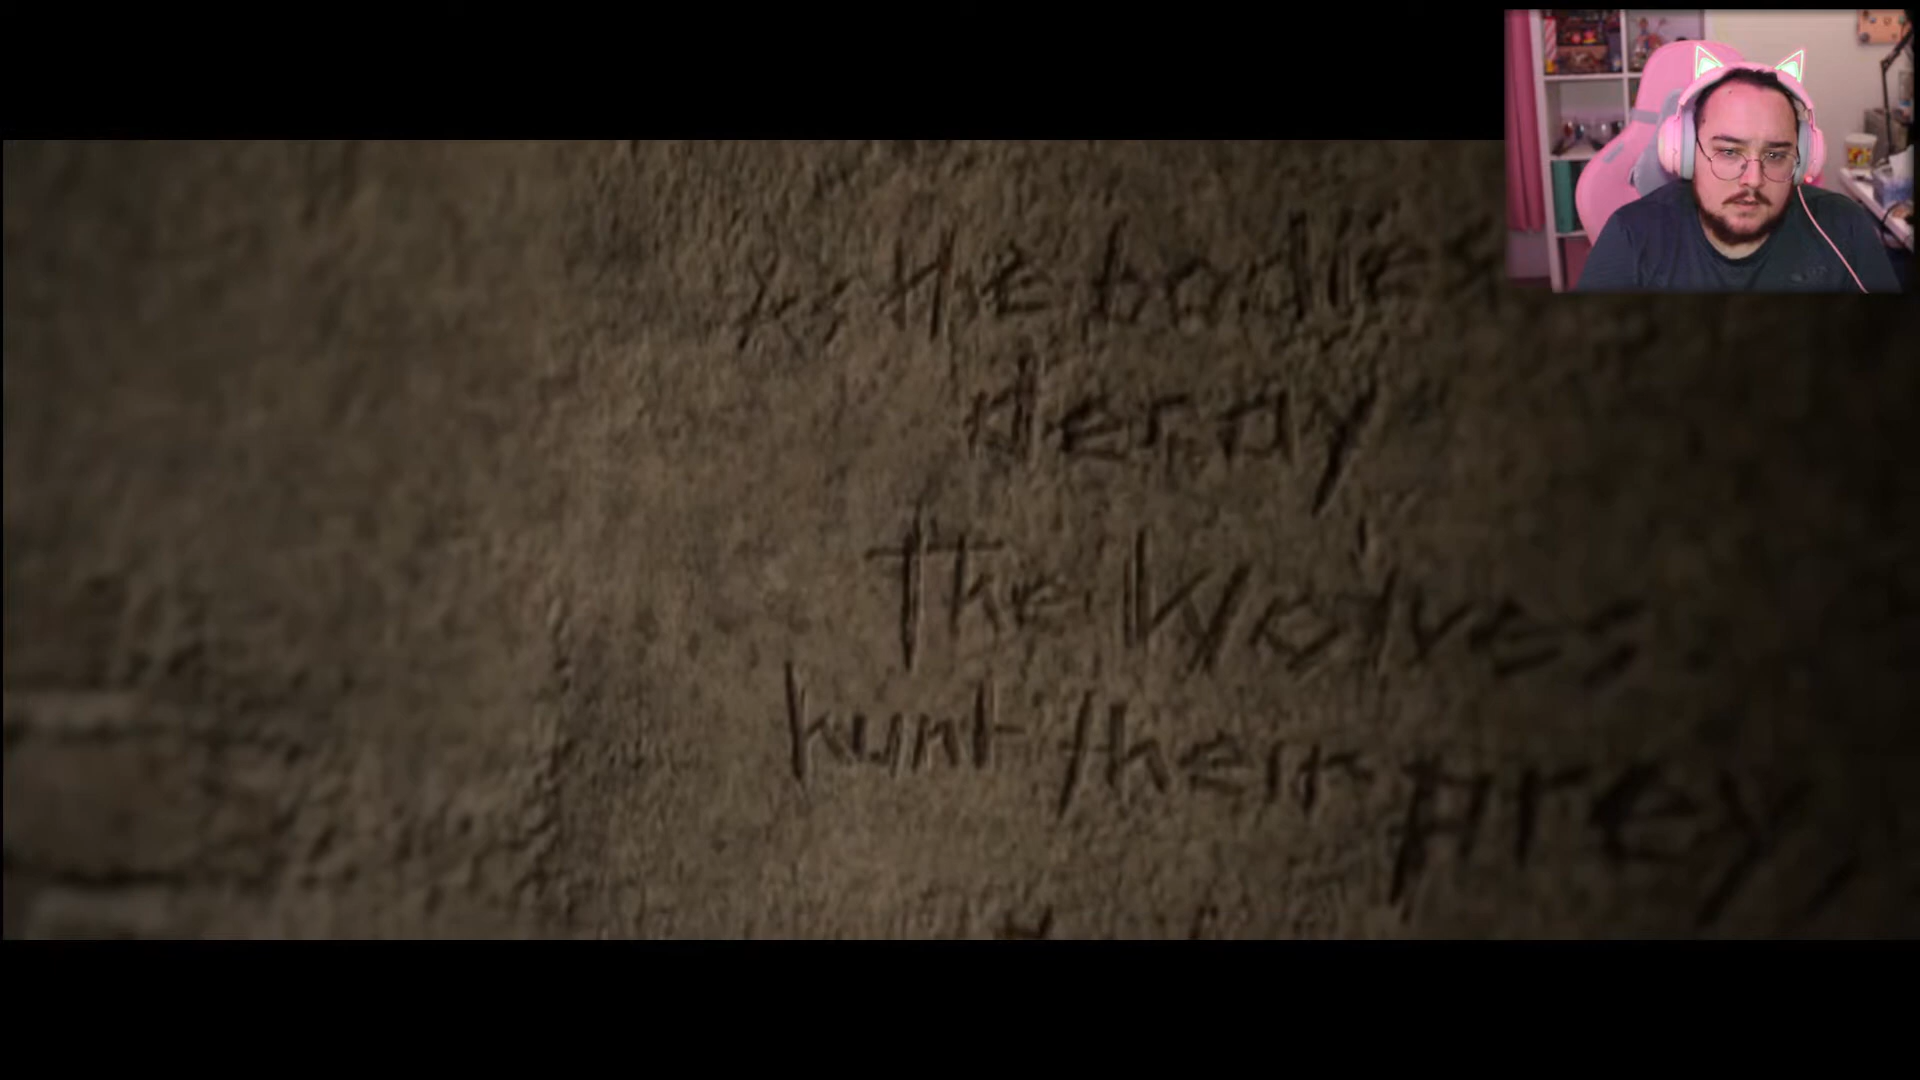 the bodies
decay
The Wolves
hunt their prey,